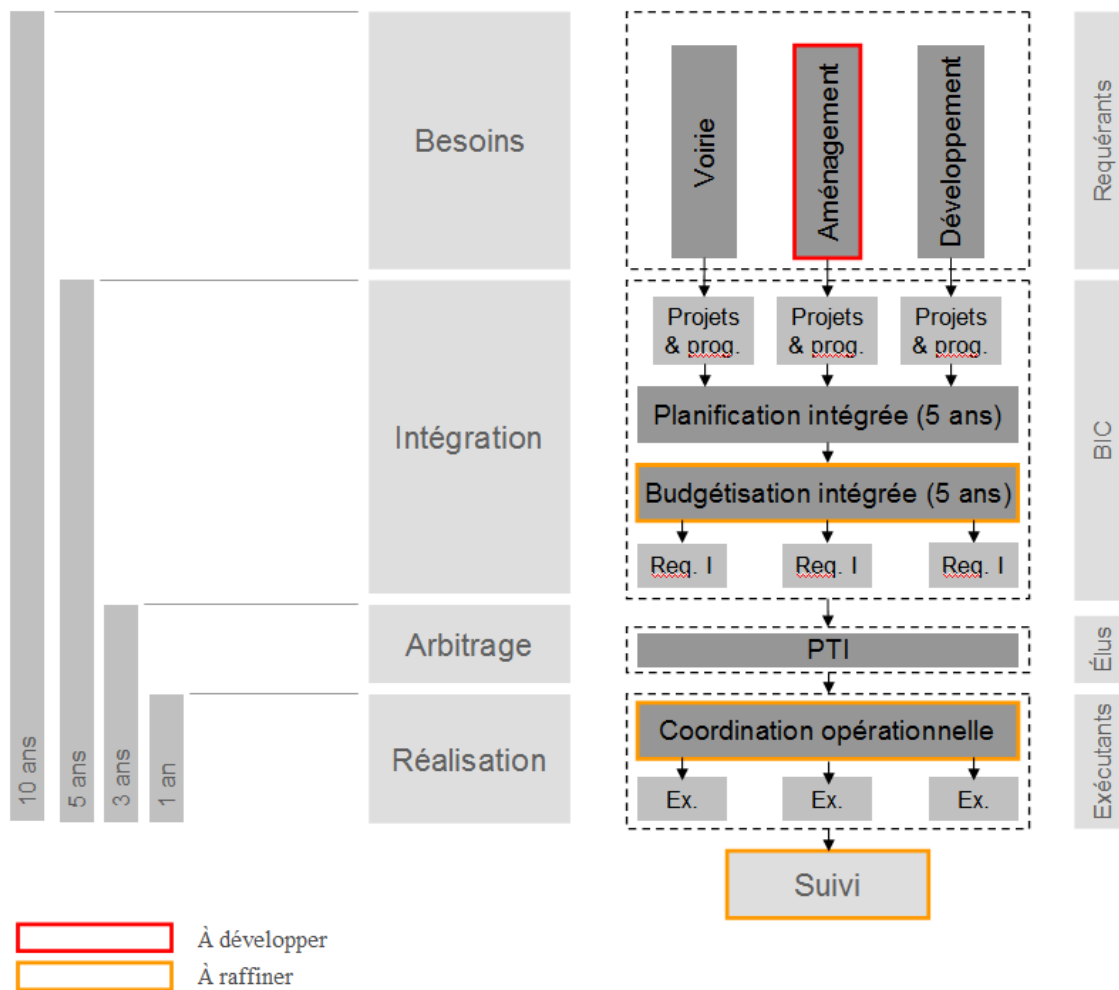 Besoins
Voirie
Aménagement
Développement
Requérants
Projets
& prog.
Projets
& prog.
Projets
& prog.
Planification intégrée (5 ans)
Intégration
BIC
Budgétisation intégrée (5 ans)
Req. I
Req. I
Req. I
Arbitrage
PTI
Élus
10 ans
5 ans
3 ans
1 an
Réalisation
Coordination opérationnelle
Ex.
Ex.
Ex.
Exécutants
Suivi
À développer
À raffiner